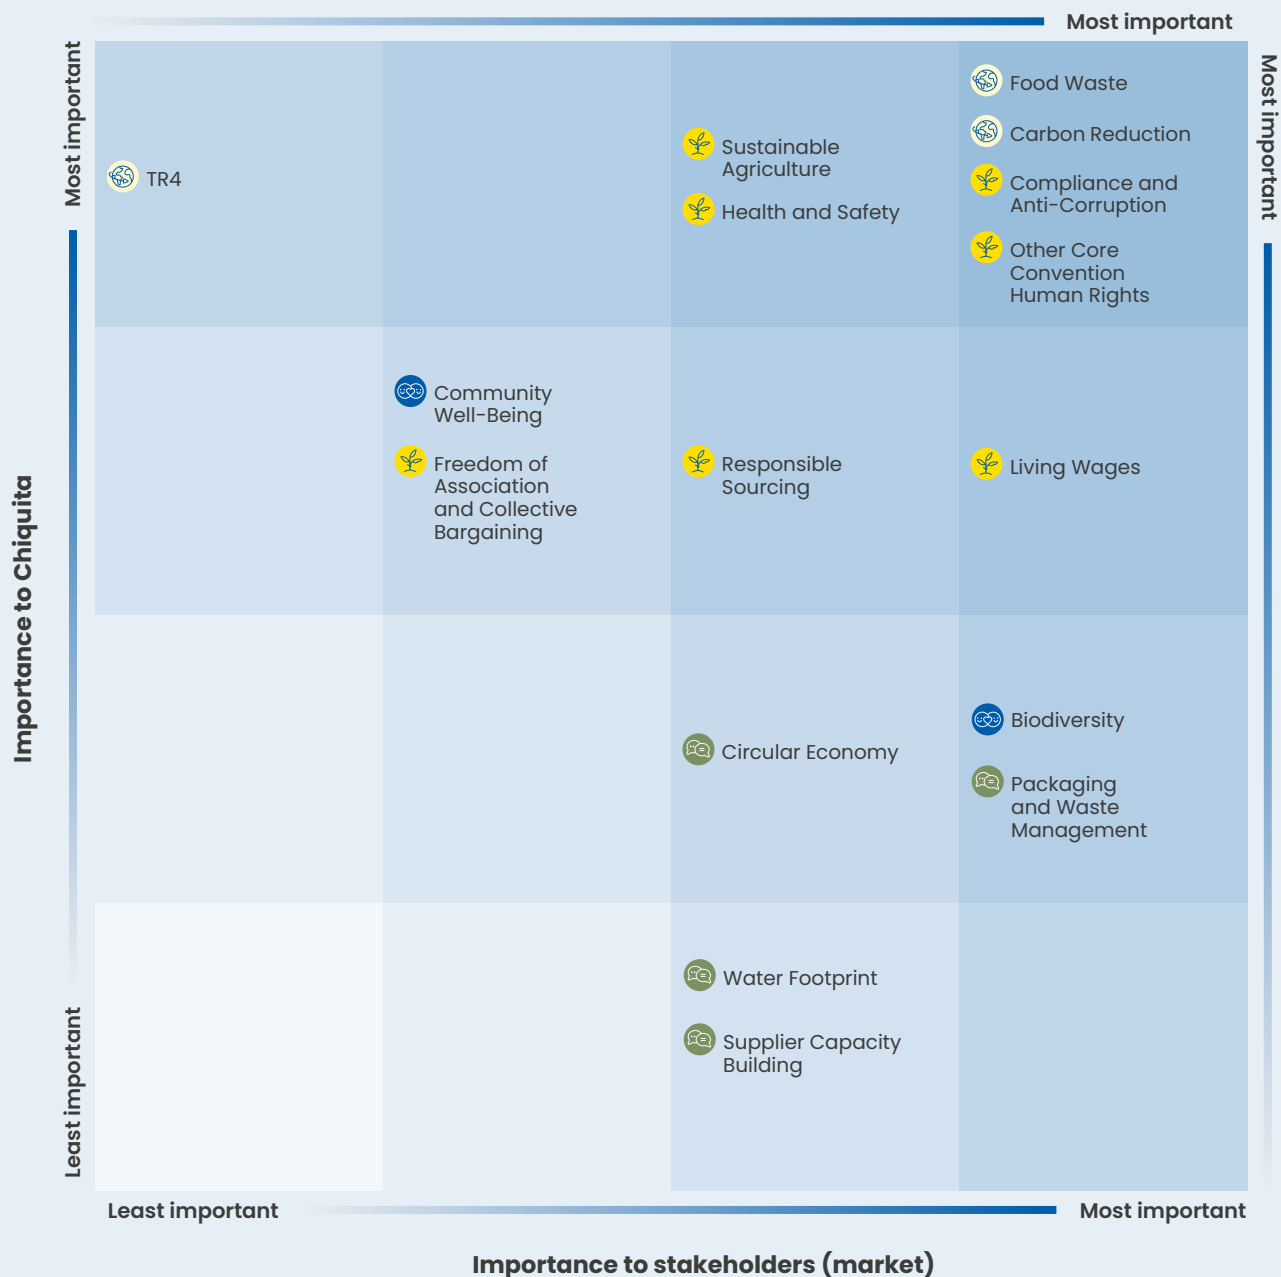 Most important
Most important
Most important
TR4
Sustainable
Agriculture
Health and Safety
Food Waste
Carbon Reduction
Compliance and
Anti-Corruption
Other Core
Convention
Human Rights
Community
Well-Being
Freedom of
Association
and Collective
Bargaining
Responsible
Sourcing
Living Wages
Importance to Chiquita
Circular Economy
Biodiversity
Packaging
and Waste
Management
Water Footprint
Supplier Capacity
Building
Least important
Least important
Most important
Importance to stakeholders (market)